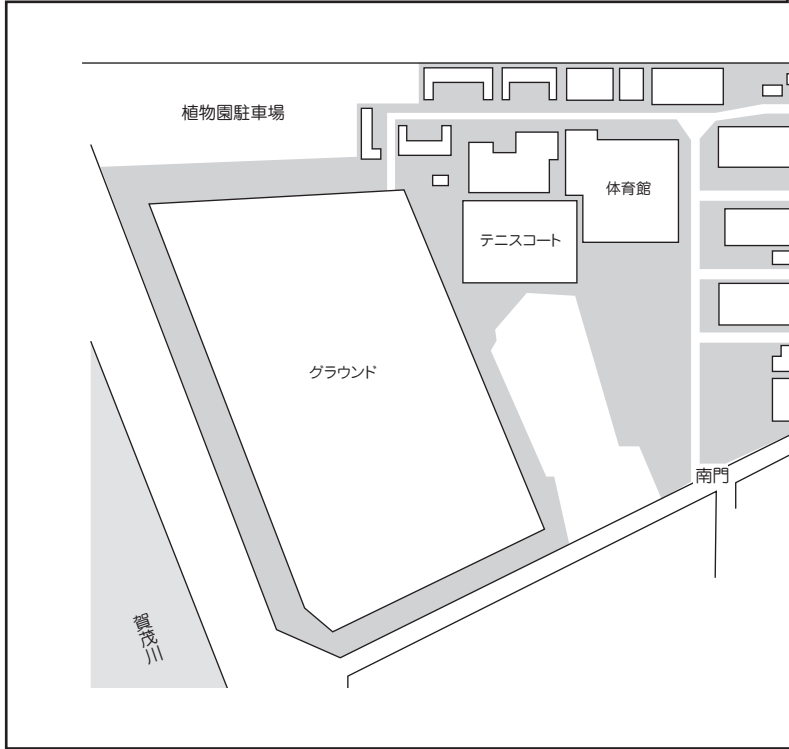 植物園駐車場
体育館
テニスコート
グラウンド
南門
賀茂川